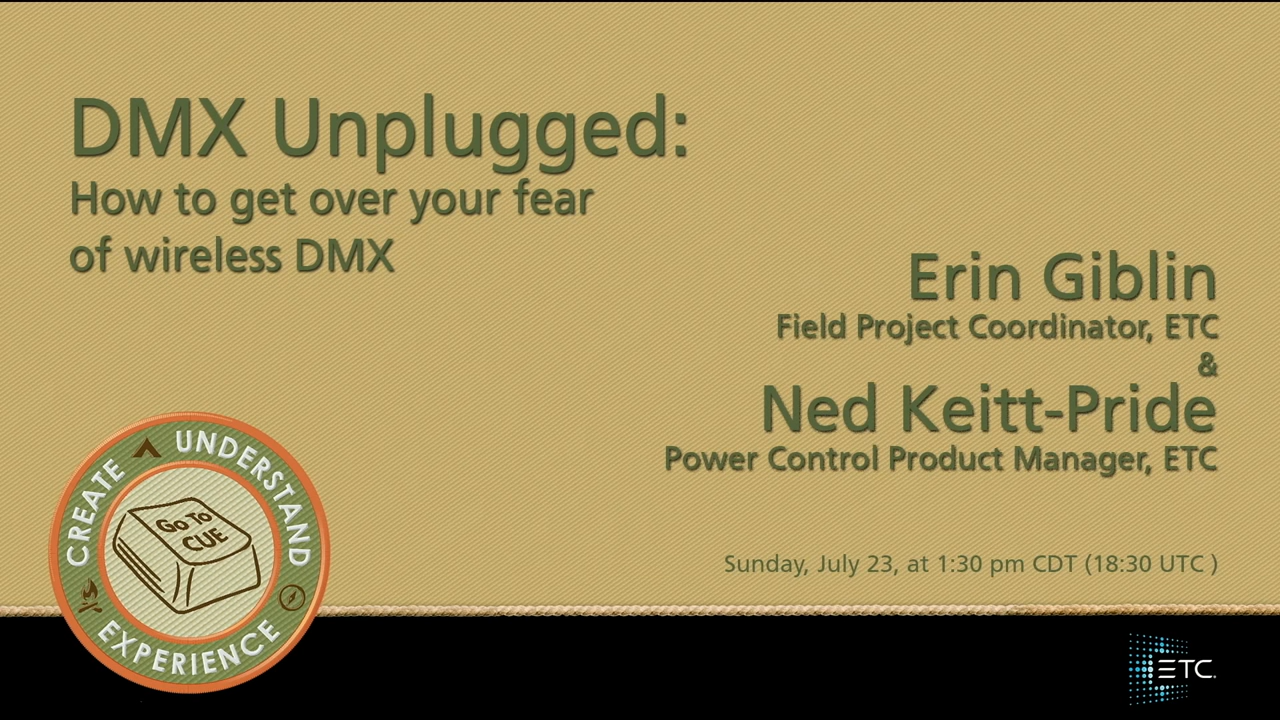 DMX Unplugged:
How to get over your fear
of wireless DMX
Erin Giblin
Field Project Coordinator, ETC
&
Ned Keitt-Pride
Power Control Product Manager, ETC
Sunday, July 23, at 1:30 pm CDT (18:30 UTC )
CREATE UNDERSTAND
GO TO
CUE
EXPERIENCE
ETC